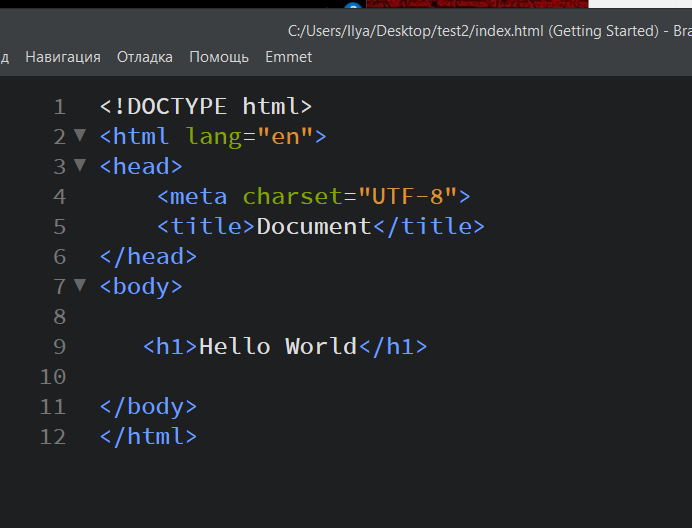 C:/Users/Ilya/Desktop/test2/index.html (Getting Started) -
Навигация Отладка Помощь Emmet
1 <!DOCTYPE html>
2 <html lang="en">
3 <head>
4 <meta charset="UTF-8">
5 <title>Document</title>
6 </head>
7 <body>
8
9 <h1>Hello World</h1>
10
11 </body>
12 </html>